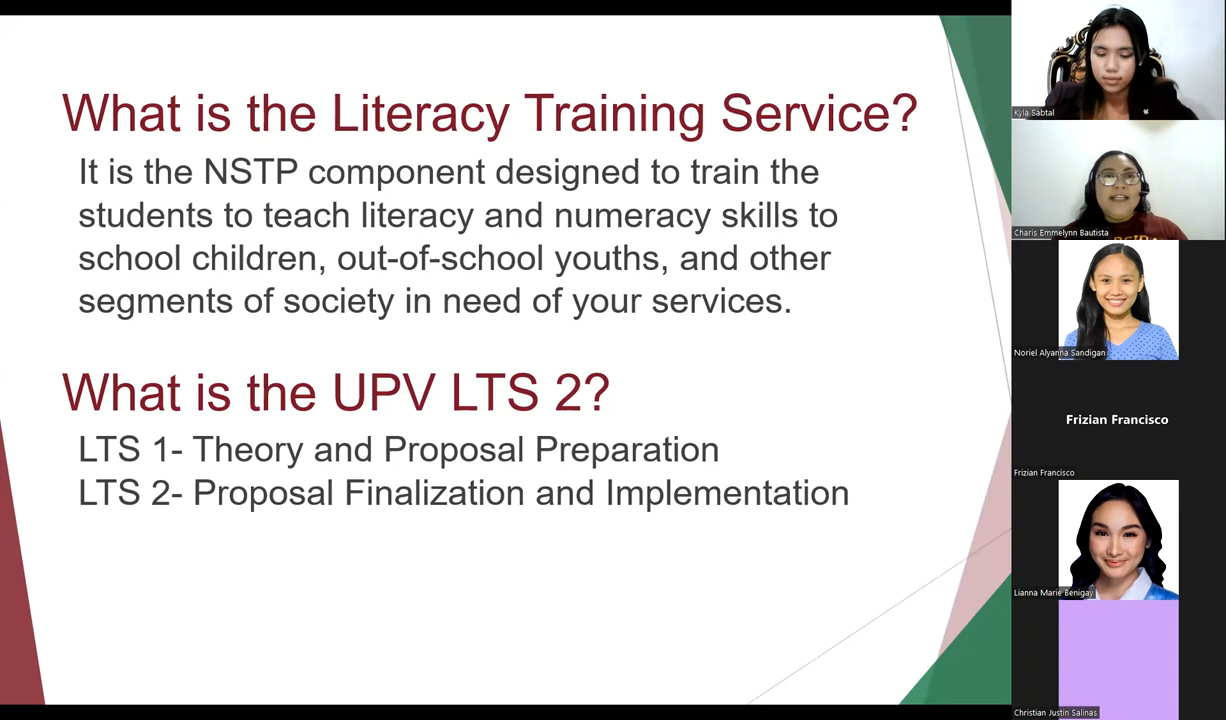 What is the Literacy Training Service?
It is the NSTP component designed to train the
students to teach literacy and numeracy skills to
school children, out-of-school youths, and other
segments of society in need of your services.
What is the UPV LTS 2?
LTS 1- Theory and Proposal Preparation
LTS 2- Proposal Finalization and Implementation
Kyla Sabtal
Charis Emmelynn Bautista
Noriel Alyanna Sandigan
Frizian Francisco
Frizian Francisco
Lianna Marie Benigay
Christian Justin Salinas